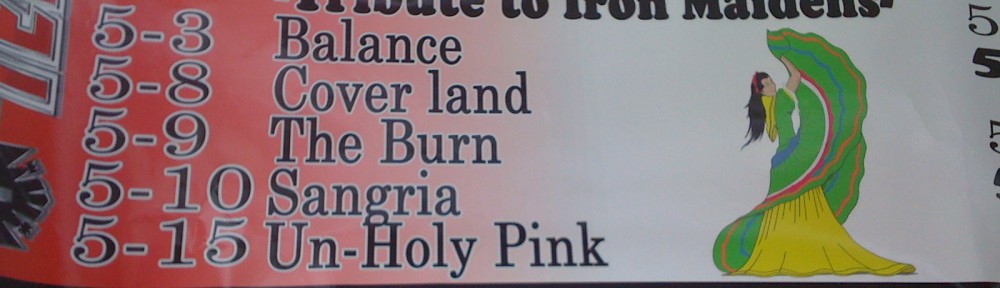 -Tribute to Iron Maidens-
5-3 Balance
5-8 Cover land
5-9 The Burn
5-10 Sangria
5-15 Un-Holy Pink